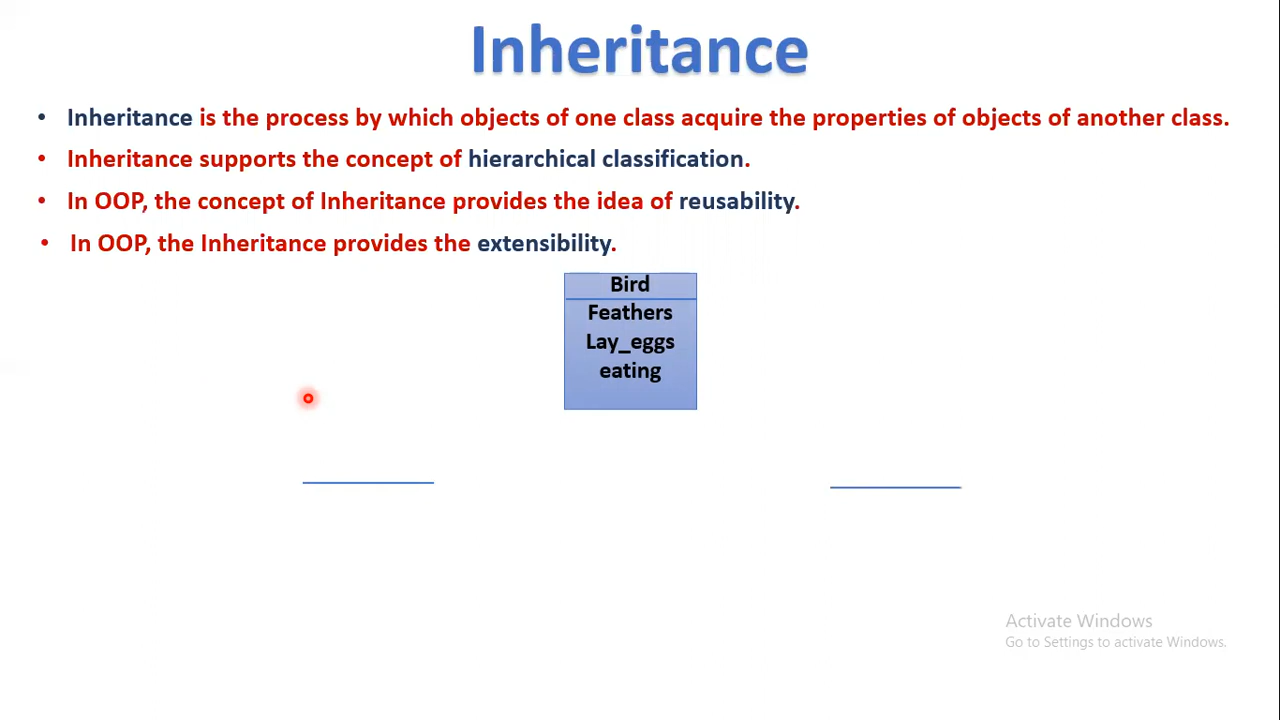 Inheritance
• Inheritance is the process by which objects of one class acquire the properties of objects of another class.
• Inheritance supports the concept of hierarchical classification.
• In OOP, the concept of Inheritance provides the idea of reusability.
• In OOP, the Inheritance provides the extensibility.
Bird
Feathers
Lay_eggs
eating
Activate Windows
Go to Settings to activate Windows.